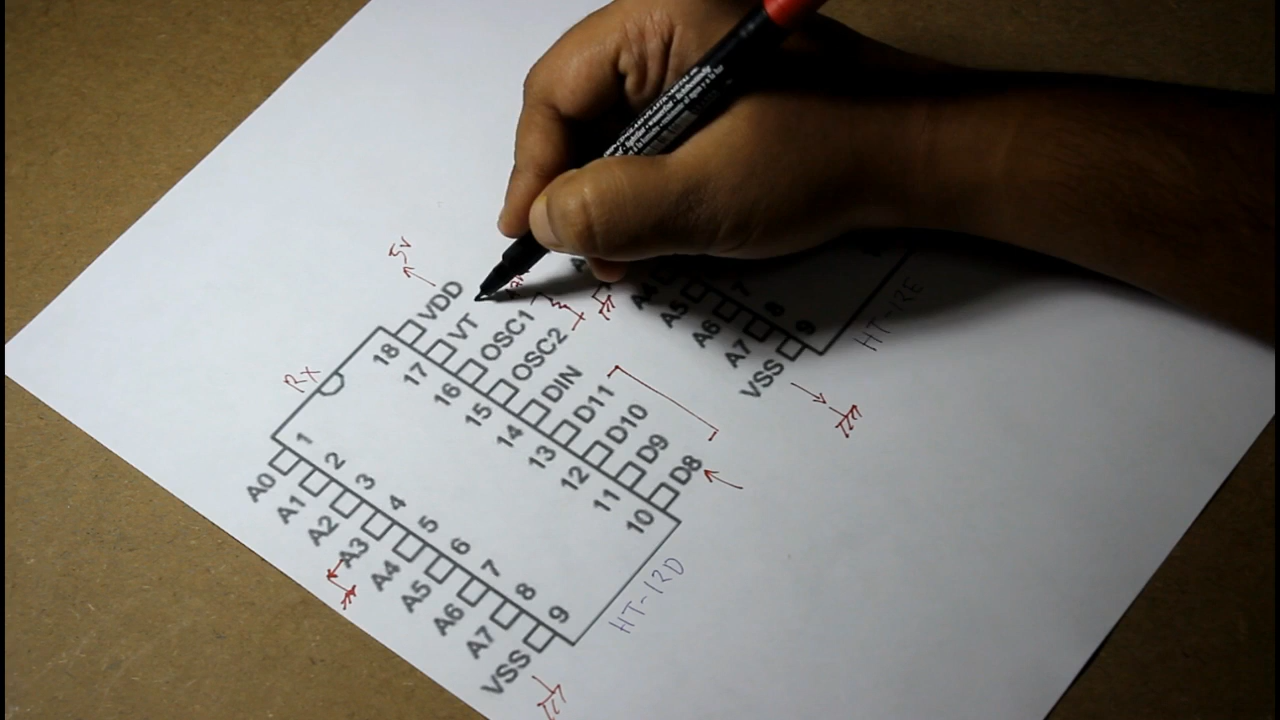 5V
VDD
VT
OSC1
OSC2
DIN
D11
D10
D9
D8
18
17
16
15
14
13
12
11
10
Rx
1
2
3
4
5
6
7
8
9
A0
A1
A2
A3
A4
A5
A6
A7
VSS
HT-12D
7
8
9
A4
A5
A6
A7
VSS
HT-12E